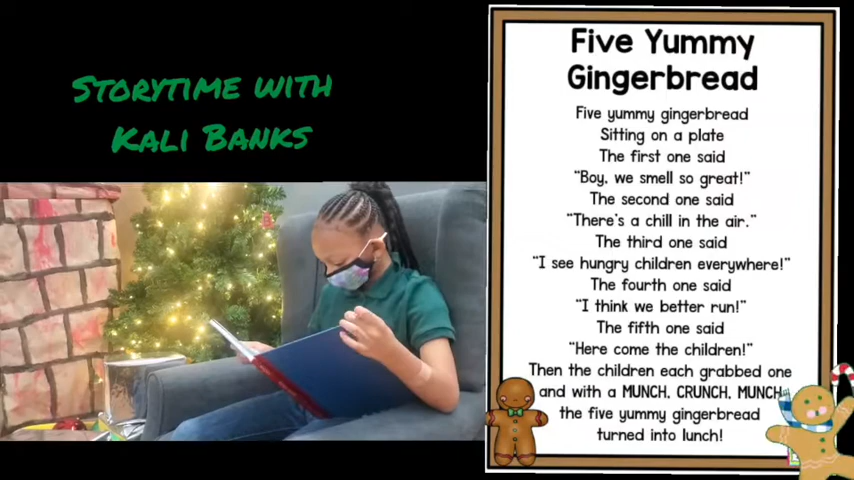 Storytime with
Kali Banks
Five Yummy
Gingerbread
Five yummy gingerbread
Sitting on a plate
The first one said
"Boy, we smell so great!"
The second one said
"There's a chill in the air."
The third one said
"I see hungry children everywhere!"
The fourth one said
"I think we better run!"
The fifth one said
"Here come the children!"
Then the children each grabbed one
and with a MUNCH, CRUNCH, MUNCH
the five yummy gingerbread
turned into lunch!